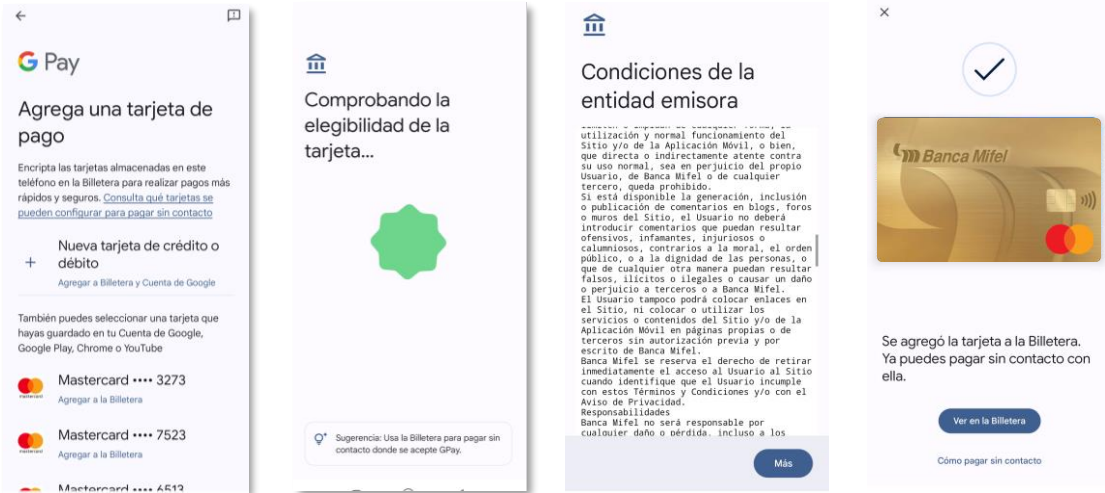 G Pay
Agrega una tarjeta de
pago
Encripta las tarjetas almacenadas en este
teléfono en la Billetera para realizar pagos más
rápidos y seguros. Consulta qué tarjetas se
pueden configurar para pagar sin contacto
Nueva tarjeta de crédito o
débito
Agregar a Billetera y Cuenta de Google
También puedes seleccionar una tarjeta que
hayas guardado en tu Cuenta de Google,
Google Play, Chrome o YouTube
Mastercard •••• 3273
mastercard
Agregar a la Billetera
Mastercard •••• 7523
mastercard
Agregar a la Billetera
Mastercard •••• 6513
Comprobando la
elegibilidad de la
tarjeta...
Sugerencia: Usa la Billetera para pagar sin
contacto donde se acepte GPay.
Condiciones de la
entidad emisora
limiten o impidan de cualquier forma, la
utilización y normal funcionamiento del
Sitio y/o de la Aplicación Móvil, o bien,
que directa o indirectamente atente contra
su uso normal, sea en perjuicio del propio
Usuario, de Banca Mifel o de cualquier
tercero, queda prohibido.
Si está disponible la generación, inclusión
o publicación de comentarios en blogs, foros
o muros del Sitio, el Usuario no deberá
introducir comentarios que puedan resultar
ofensivos, infamantes, injuriosos o
calumniosos, contrarios a la moral, el orden
público, o a la dignidad de las personas, o
que de cualquier otra manera puedan resultar
falsos, ilícitos o ilegales o causar un daño
o perjuicio a terceros o a Banca Mifel.
El Usuario tampoco podrá colocar enlaces en
el Sitio, ni colocar o utilizar los
servicios o contenidos del Sitio y/o de la
Aplicación Móvil en páginas propias o de
terceros sin autorización previa y por
escrito de Banca Mifel.
Banca Mifel se reserva el derecho de retirar
inmediatamente el acceso al Usuario al Sitio
cuando identifique que el Usuario incumple
con estos Términos y Condiciones y/o con el
Aviso de Privacidad.
Responsabilidades
Banca Mifel no será responsable por
cualquier daño o pérdida, incluso a los
Más
Banca Mifel
Se agregó la tarjeta a la Billetera.
Ya puedes pagar sin contacto con
ella.
Ver en la Billetera
Cómo pagar sin contacto